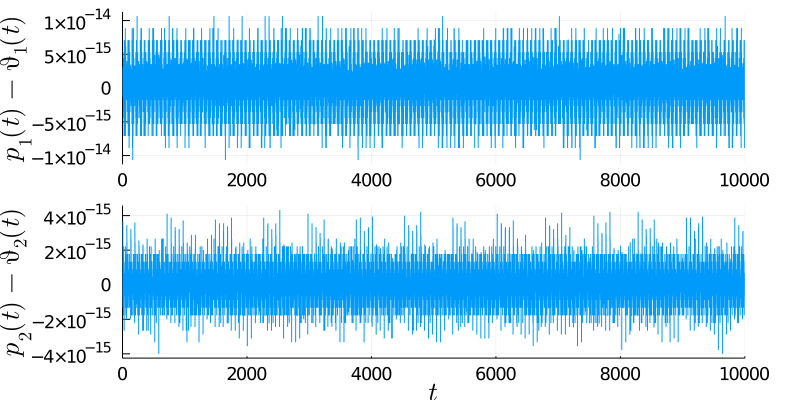 p₁(t) − ϑ₁(t)
1×10⁻¹⁴
5×10⁻¹⁵
0
−5×10⁻¹⁵
−1×10⁻¹⁴
0 2000 4000 6000 8000 10000
p₂(t) − ϑ₂(t)
4×10⁻¹⁵
2×10⁻¹⁵
0
−2×10⁻¹⁵
−4×10⁻¹⁵
0 2000 4000 6000 8000 10000
t